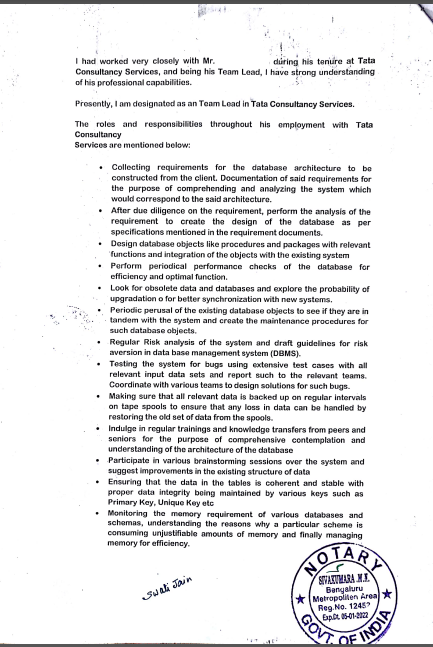 I had worked very closely with Mr. during his tenure at Tata
Consultancy Services, and being his Team Lead, I have strong understanding
of his professional capabilities.
Presently, I am designated as an Team Lead in Tata Consultancy Services.
The roles and responsibilities throughout his employment with Tata
Consultancy
Services are mentioned below:
• Collecting requirements for the database architecture to be
constructed from the client. Documentation of said requirements for
the purpose of comprehending and analyzing the system which
would correspond to the said architecture.
• After due diligence on the requirement, perform the analysis of the
requirement to create the design of the database as per
specifications mentioned in the requirement documents.
• Design database objects like procedures and packages with relevant
functions and integration of the objects with the existing system
• Perform periodical performance checks of the database for
efficiency and optimal function.
• Look for obsolete data and databases and explore the probability of
upgradation o for better synchronization with new systems.
• Periodic perusal of the existing database objects to see if they are in
tandem with the system and create the maintenance procedures for
such database objects.
• Regular Risk analysis of the system and draft guidelines for risk
aversion in data base management system (DBMS).
• Testing the system for bugs using extensive test cases with all
relevant input data sets and report such to the relevant teams.
Coordinate with various teams to design solutions for such bugs.
• Making sure that all relevant data is backed up on regular intervals
on tape spools to ensure that any loss in data can be handled by
restoring the old set of data from the spools.
• Indulge in regular trainings and knowledge transfers from peers and
seniors for the purpose of comprehensive contemplation and
understanding of the architecture of the database
• Participate in various brainstorming sessions over the system and
suggest improvements in the existing structure of data
• Ensuring that the data in the tables is coherent and stable with
proper data integrity being maintained by various keys such as
Primary Key, Unique Key etc
• Monitoring the memory requirement of various databases and
schemas, understanding the reasons why a particular scheme is
consuming unjustifiable amounts of memory and finally managing
memory for efficiency.
Swati Jain
NOTARY
SIVAKUMARA .M.N.
Bengaluru
Metropoliten Area
Reg.No.
Exp.Dt. 05-01-2022
GOVT. OF INDIA